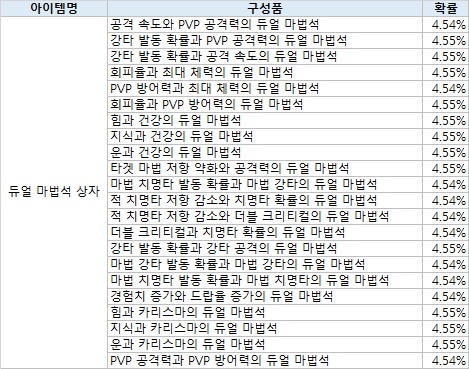 아이템명 구성품 확률
공격 속도와 PVP 공격력의 듀얼 마법석 4.54%
강타 발동 확률과 PVP 공격력의 듀얼 마법석 4.55%
강타 발동 확률과 공격 속도의 듀얼 마법석 4.55%
회피율과 최대 체력의 듀얼 마법석 4.55%
PVP 방어력과 최대 체력의 듀얼 마법석 4.54%
회피율과 PVP 방어력의 듀얼 마법석 4.55%
힘과 건강의 듀얼 마법석 4.55%
지식과 건강의 듀얼 마법석 4.55%
운과 건강의 듀얼 마법석 4.55%
타겟 마법 저항 약화와 공격력의 듀얼 마법석 4.55%
마법 치명타 발동 확률과 마법 강타의 듀얼 마법석 4.54%
듀얼 마법석 상자 적 치명타 저항 감소와 치명타 확률의 듀얼 마법석 4.54%
적 치명타 저항 감소와 더블 크리티컬의 듀얼 마법석 4.54%
더블 크리티컬과 치명타 확률의 듀얼 마법석 4.54%
강타 발동 확률과 강타 공격의 듀얼 마법석 4.55%
마법 강타 발동 확률과 마법 강타의 듀얼 마법석 4.54%
마법 치명타 발동 확률과 마법 치명타의 듀얼 마법석 4.54%
경험치 증가와 드랍율 증가의 듀얼 마법석 4.54%
힘과 카리스마의 듀얼 마법석 4.55%
지식과 카리스마의 듀얼 마법석 4.55%
운과 카리스마의 듀얼 마법석 4.55%
PVP 공격력과 PVP 방어력의 듀얼 마법석 4.54%